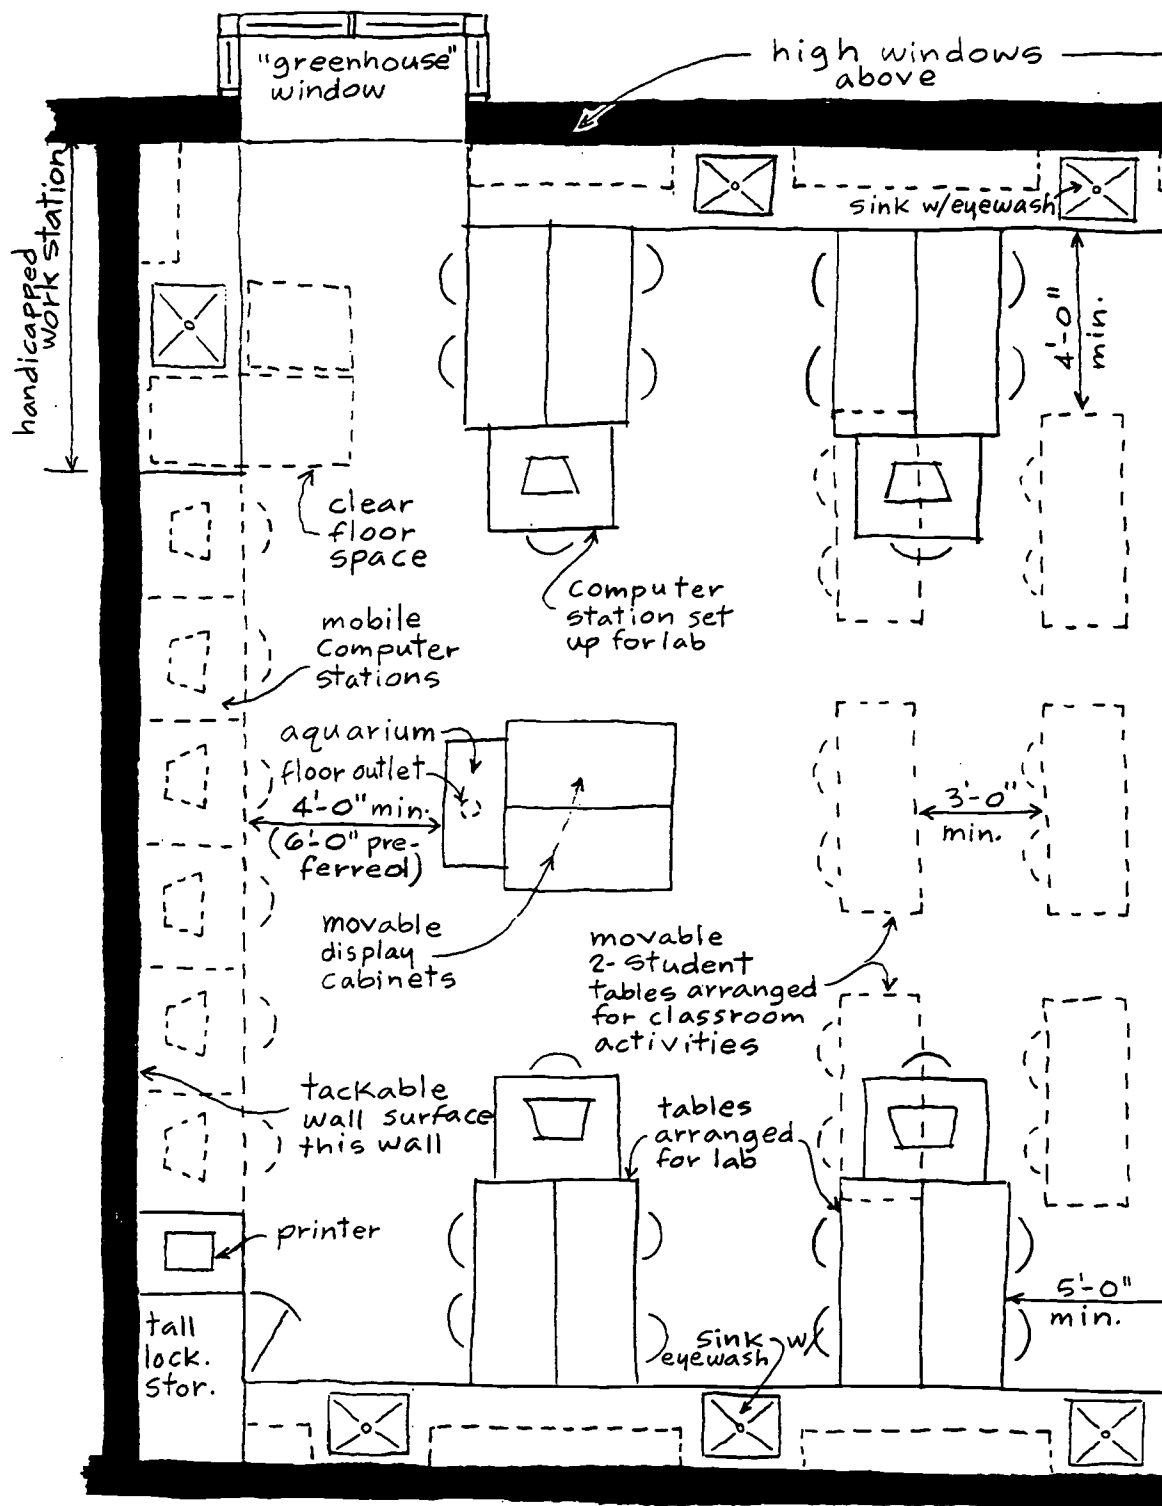 "greenhouse"
window
high windows
above
handicapped
work station
sink w/eyewash
4'-0"
min.
clear
floor
space
computer
station set
up for lab
mobile
computer
stations
aquarium
floor outlet
4'-0" min.
(6'-0" pre-
ferred)
3'-0"
min.
movable
display
cabinets
movable
2-student
tables arranged
for classroom
activities
tackable
wall surface
this wall
tables
arranged
for lab
printer
5'-0"
min.
tall
lock.
stor.
sink w/
eyewash